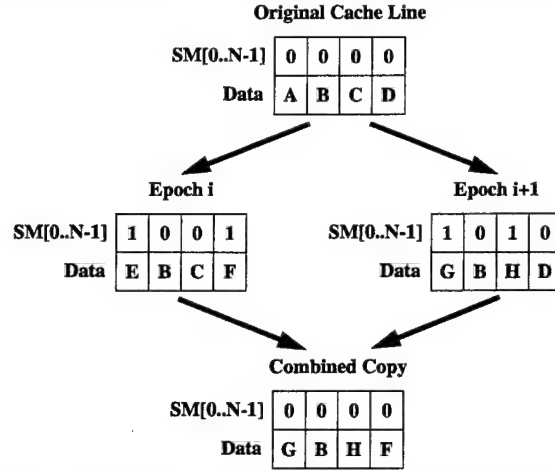 Original Cache Line
SM[0..N-1] 0 0 0 0
Data A B C D
Epoch i
SM[0..N-1] 1 0 0 1
Data E B C F
Epoch i+1
SM[0..N-1] 1 0 1 0
Data G B H D
Combined Copy
SM[0..N-1] 0 0 0 0
Data G B H F